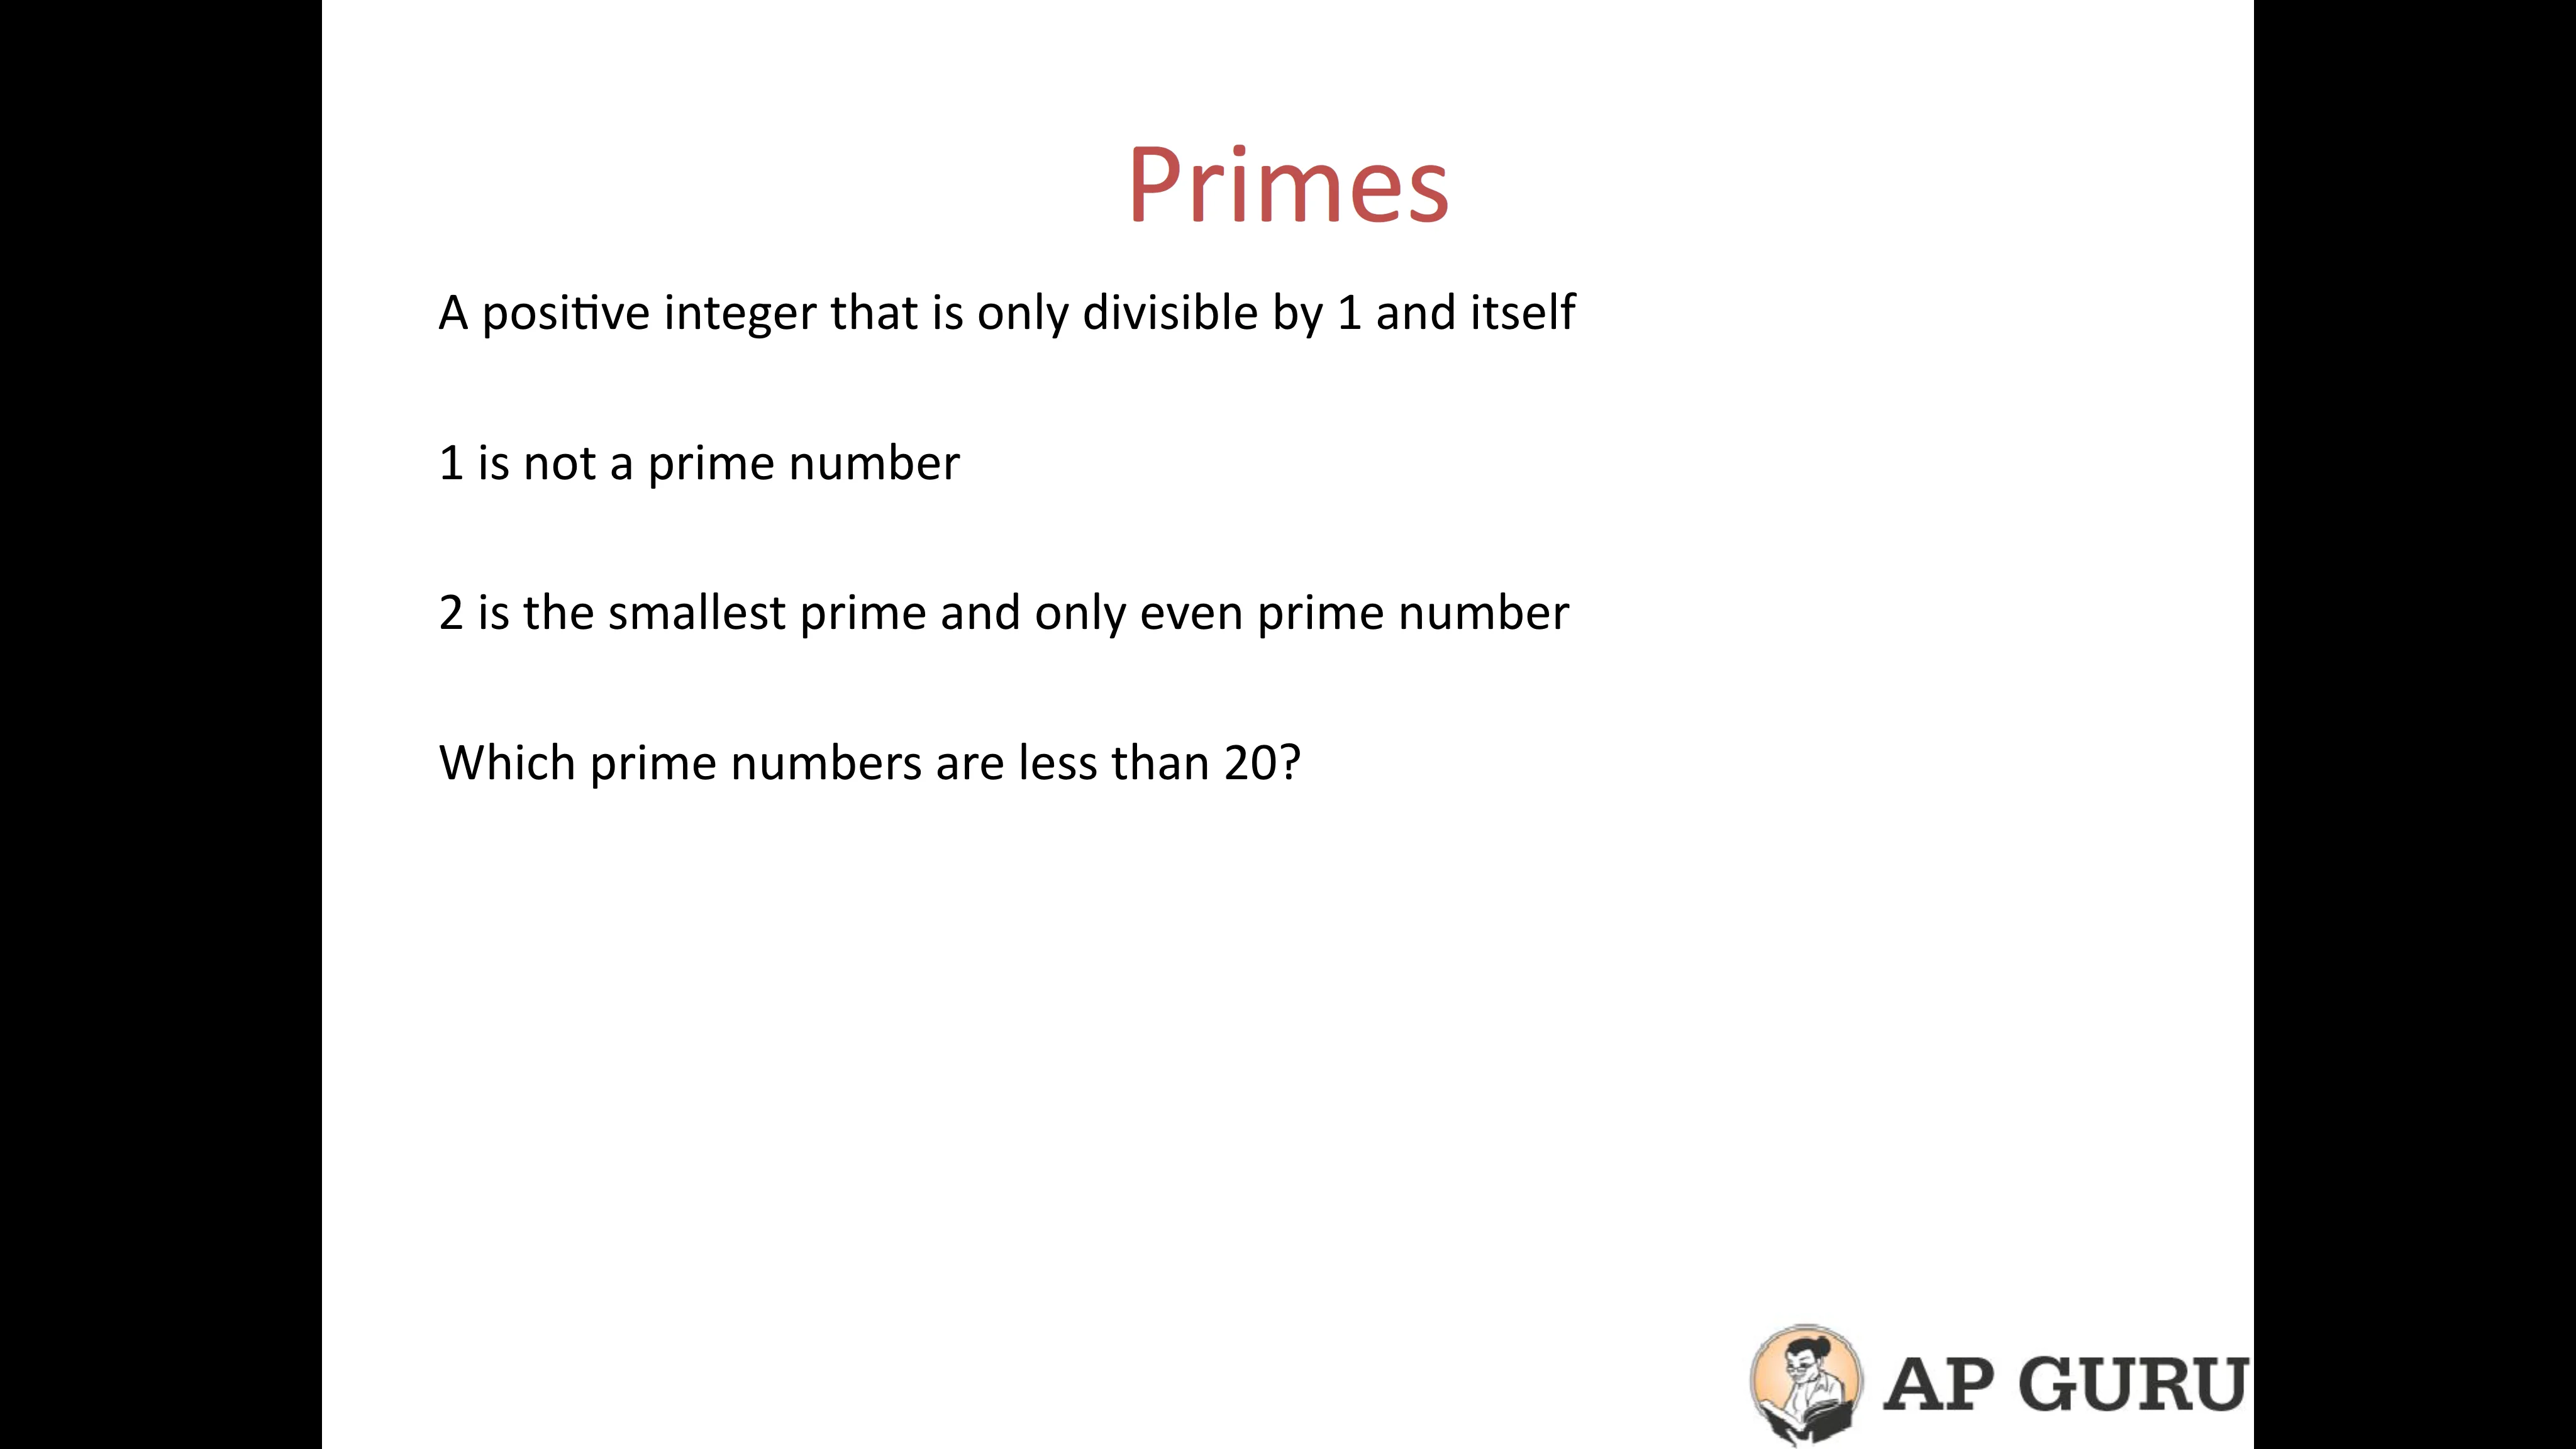 Primes
A positive integer that is only divisible by 1 and itself
1 is not a prime number
2 is the smallest prime and only even prime number
Which prime numbers are less than 20?
AP GURU